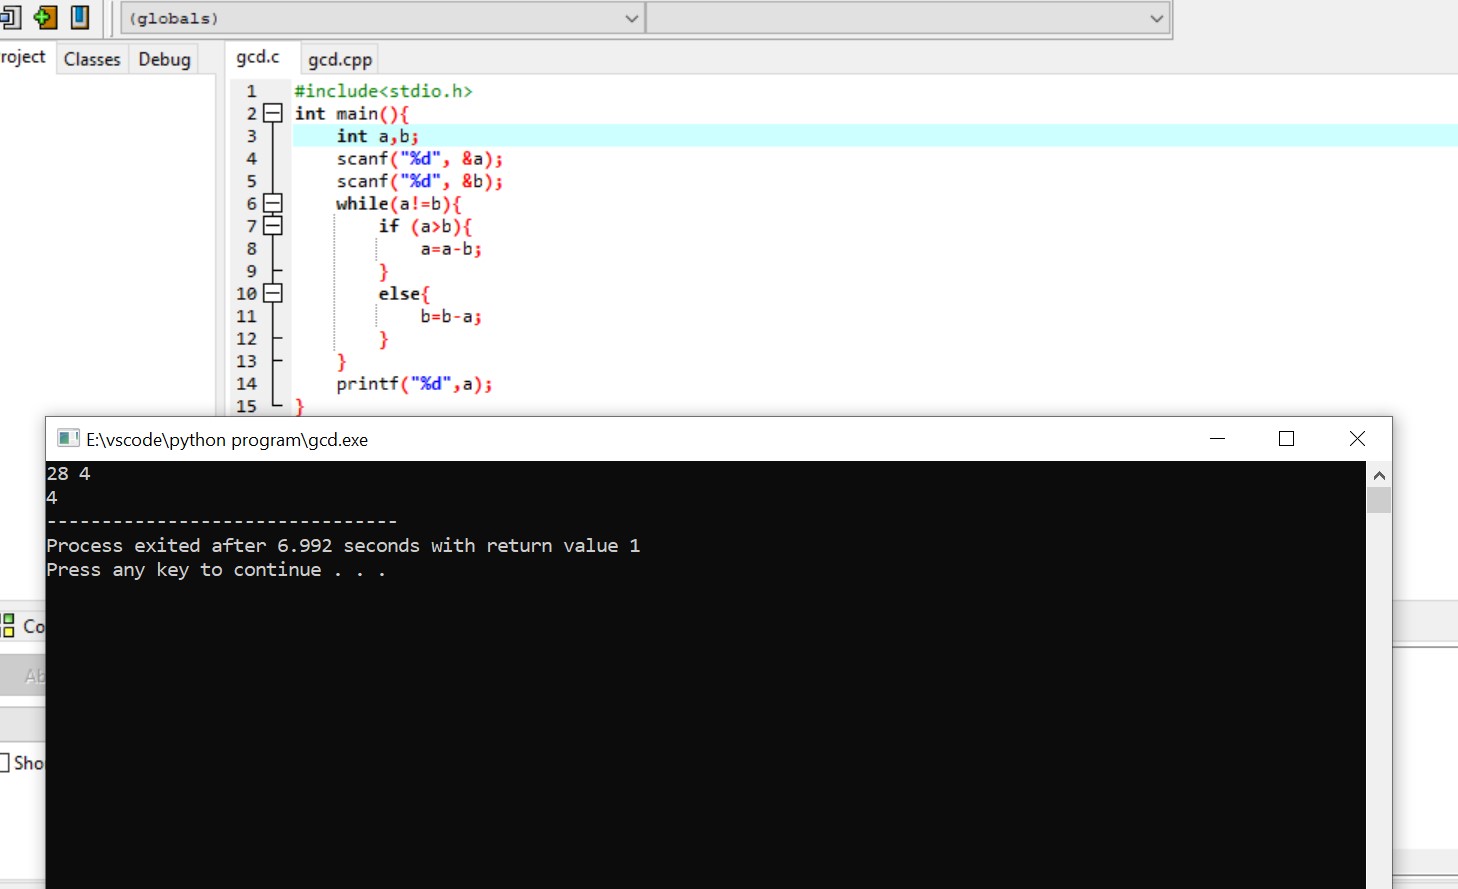 (globals)
roject Classes Debug gcd.c gcd.cpp
1 #include<stdio.h>
2 int main(){
3 int a,b;
4 scanf("%d", &a);
5 scanf("%d", &b);
6 while(a!=b){
7 if (a>b){
8 a=a-b;
9 }
10 else{
11 b=b-a;
12 }
13 }
14 printf("%d",a);
15 }
E:\vscode\python program\gcd.exe
28 4
4
--------------------------------
Process exited after 6.992 seconds with return value 1
Press any key to continue . . .
Co
Ab
Sho